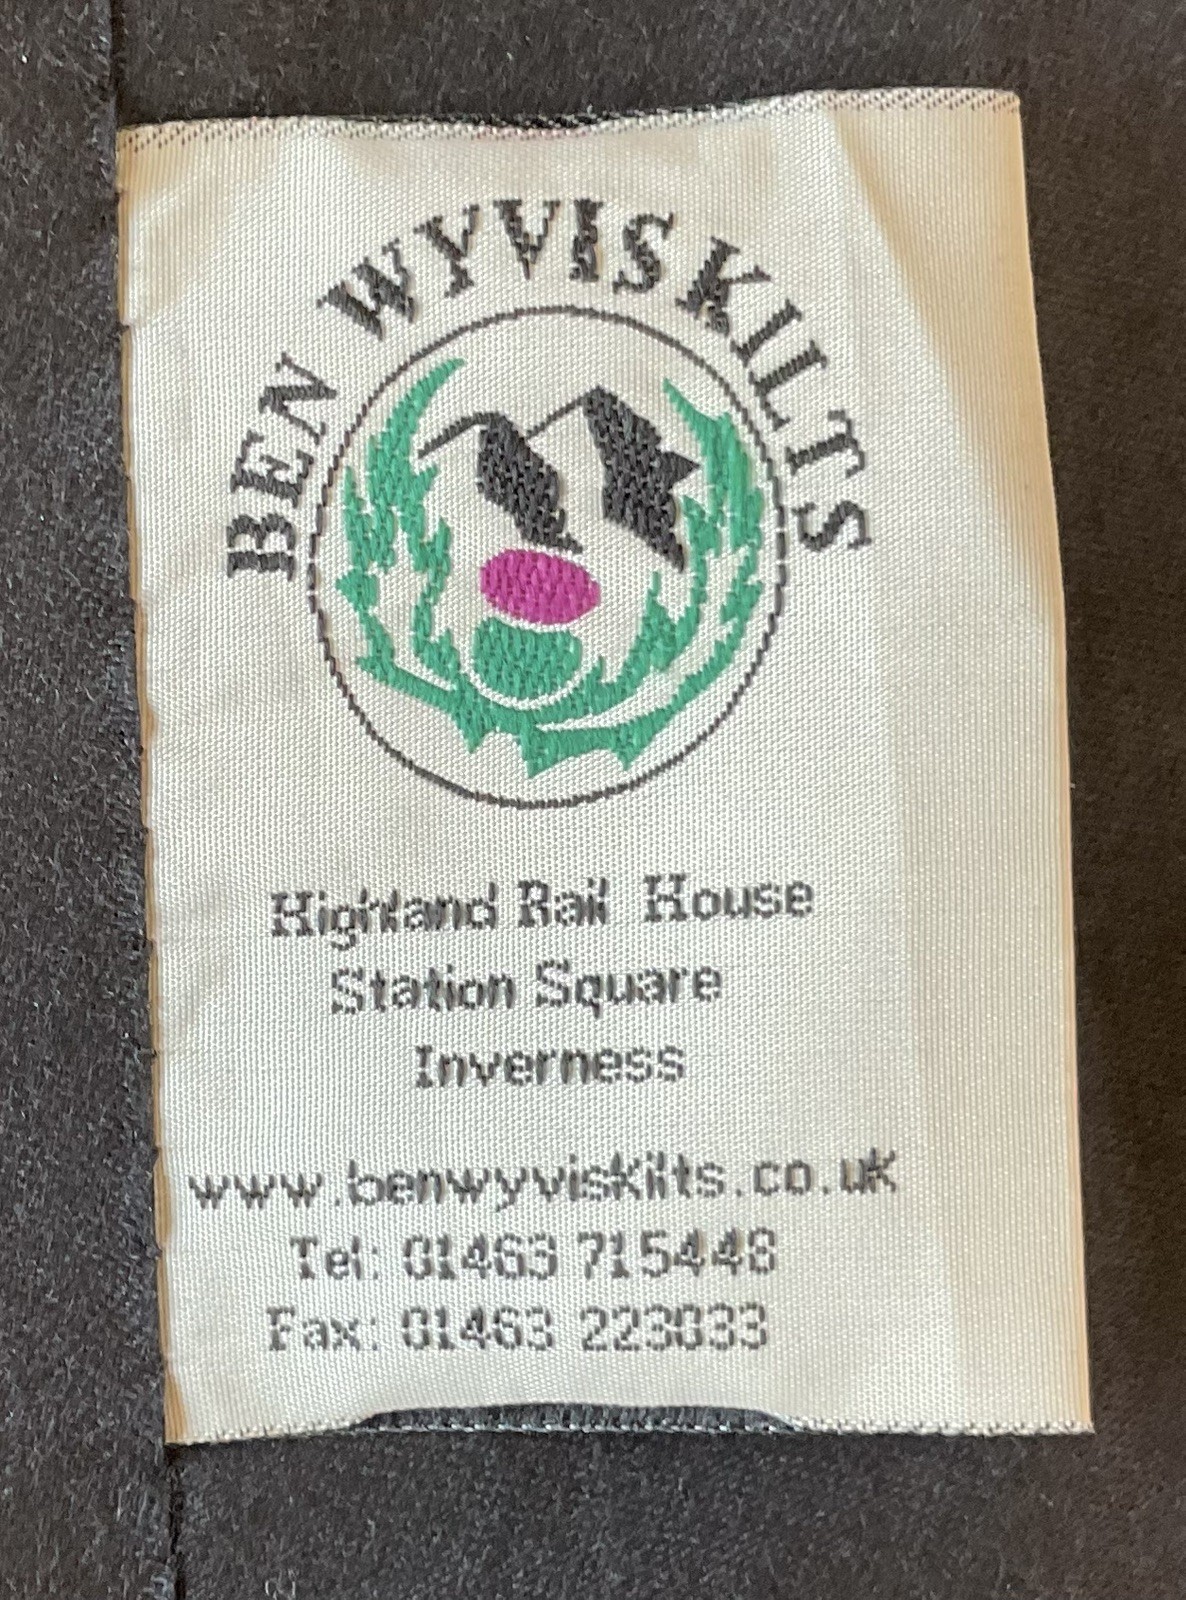 BEN WYVIS KILTS
Highland Rail House
Station Square
Inverness
www.benwyviskilts.co.uk
Tel: 01463 715448
Fax: 01463 223033